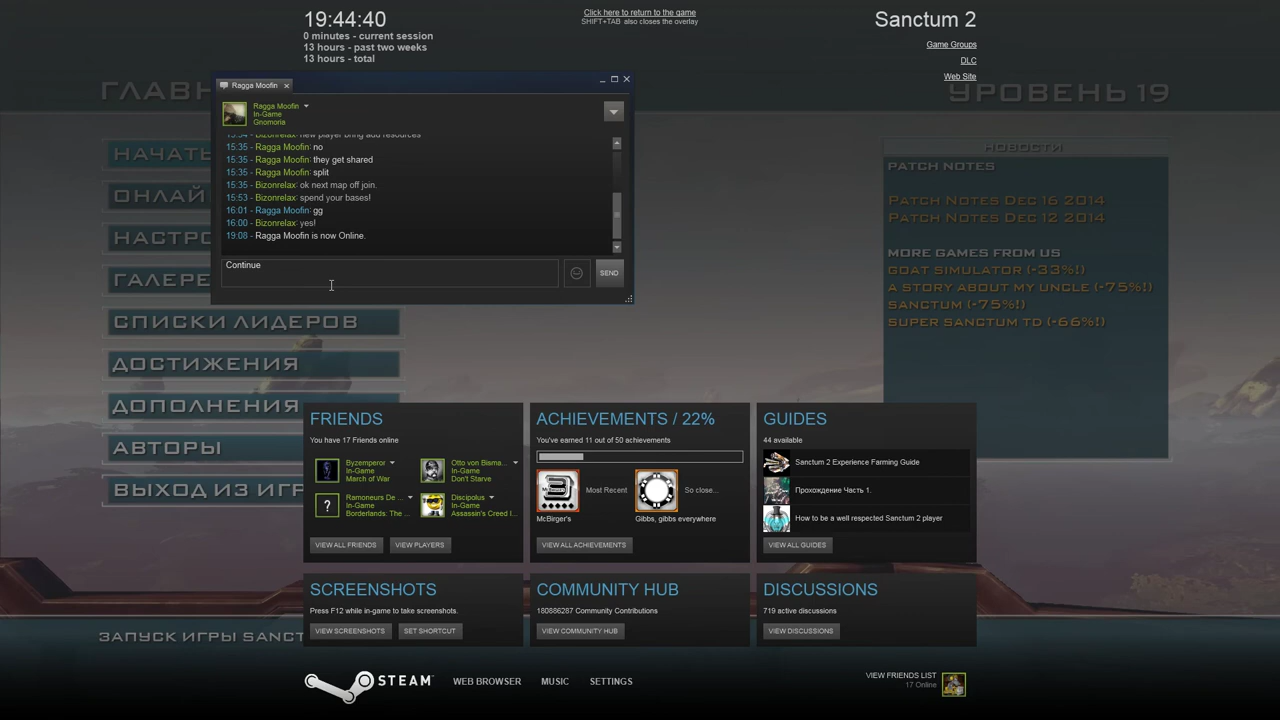 19:44:40
0 minutes - current session
13 hours - past two weeks
13 hours - total
Click here to return to the game
SHIFT+TAB also closes the overlay
Sanctum 2
Game Groups
DLC
Web Site
Ragga Moofin
Ragga Moofin
In-Game
Gnomoria
15:34 - Bizonrelax: new player bring add resources
15:35 - Ragga Moofin: no
15:35 - Ragga Moofin: they get shared
15:35 - Ragga Moofin: split
15:35 - Bizonrelax: ok next map off join.
15:53 - Bizonrelax: spend your bases!
16:01 - Ragga Moofin: gg
16:00 - Bizonrelax: yes!
19:08 - Ragga Moofin is now Online.
Continue
SEND
УРОВЕНЬ 19
НАЧАТЬ
ГАЛЕРЕ
СПИСКИ ЛИДЕРОВ
ДОСТИЖЕНИЯ
ДОПОЛНЕНИЯ
АВТОРЫ
ВЫХОД ИЗ ИГР
ЗАПУСК ИГРЫ SANCT
НОВОСТИ
PATCH NOTES
PATCH NOTES DEC 16 2014
PATCH NOTES DEC 12 2014
MORE GAMES FROM US
GOAT SIMULATOR (-33%!)
A STORY ABOUT MY UNCLE (-75%!)
SANCTUM (-75%!)
SUPER SANCTUM TD (-66%!)
FRIENDS
You have 17 Friends online
Byzemperor
In-Game
March of War
Otto von Bisma...
In-Game
Don't Starve
Ramoneurs De ...
In-Game
Borderlands: The ...
Discipolus
In-Game
Assassin's Creed I...
VIEW ALL FRIENDS
VIEW PLAYERS
ACHIEVEMENTS / 22%
You've earned 11 out of 50 achievements
Most Recent
So close...
McBirger's
Gibbs, gibbs everywhere
VIEW ALL ACHIEVEMENTS
GUIDES
44 available
Sanctum 2 Experience Farming Guide
Прохождение Часть 1.
How to be a well respected Sanctum 2 player
VIEW ALL GUIDES
SCREENSHOTS
Press F12 while in-game to take screenshots.
VIEW SCREENSHOTS
SET SHORTCUT
COMMUNITY HUB
180886287 Community Contributions
VIEW COMMUNITY HUB
DISCUSSIONS
719 active discussions
VIEW DISCUSSIONS
STEAM
WEB BROWSER
MUSIC
SETTINGS
VIEW FRIENDS LIST
17 Online